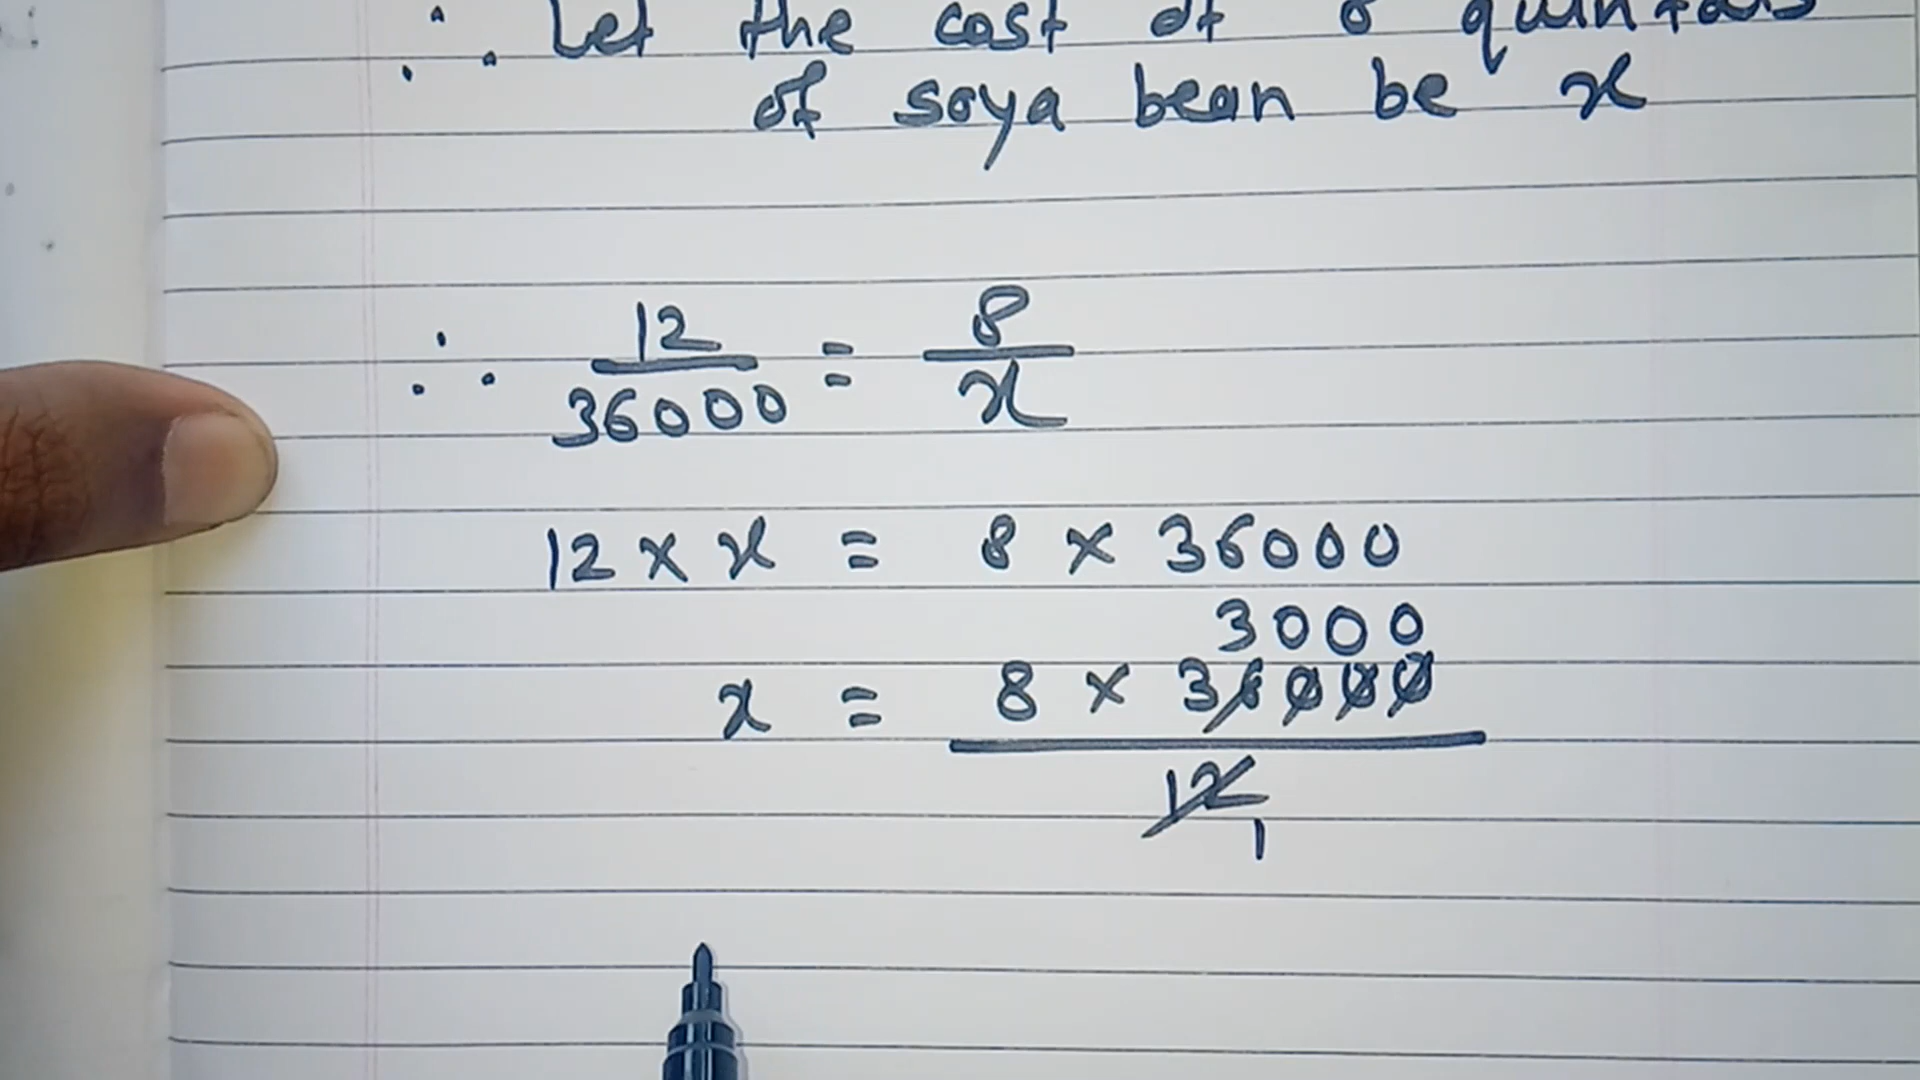 ∴ Let the cost of 8 quintals
of soya bean be x
∴ 12/36000 = 8/x
12 × x = 8 × 36000
3000
x = 8 × 36000
12
1